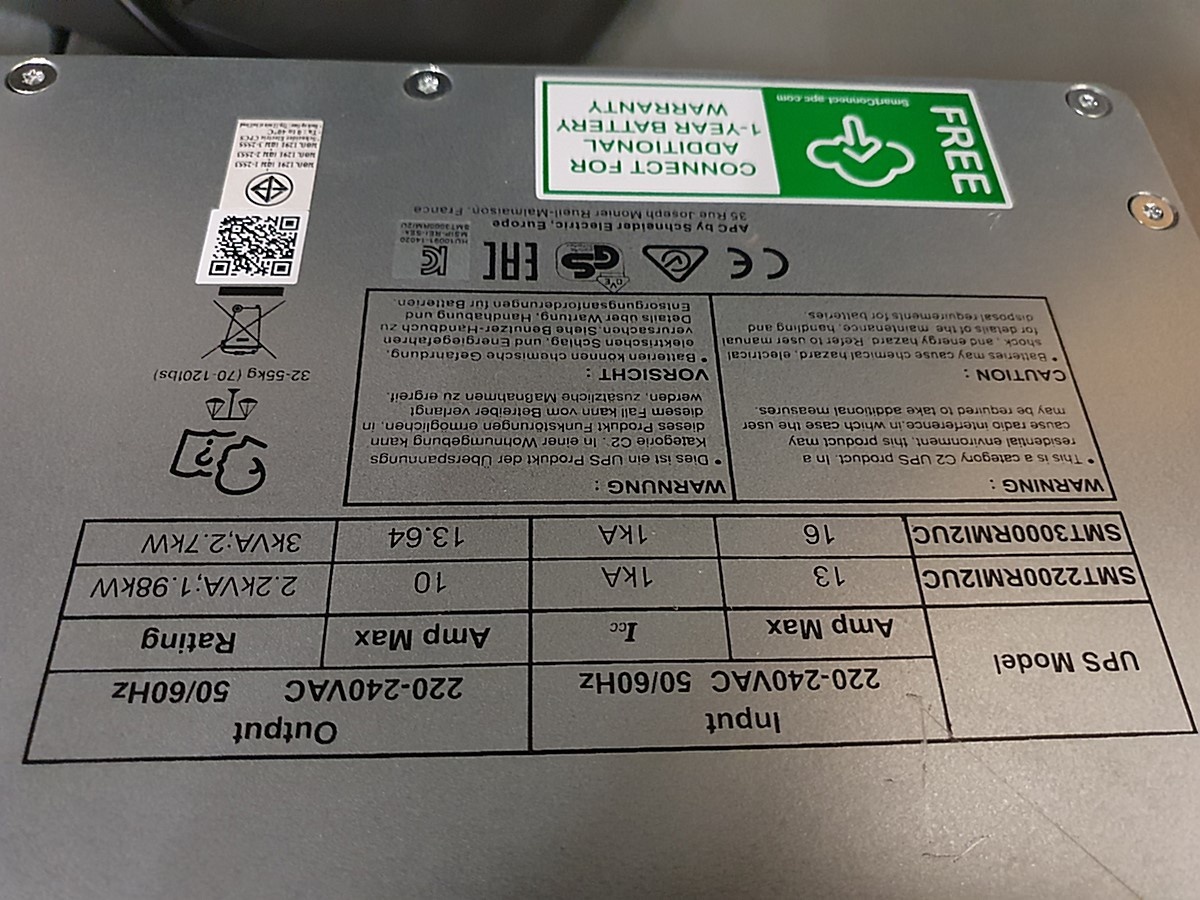 UPS Model
Input
220-240VAC 50/60Hz
Output
220-240VAC 50/60Hz
Amp Max
Icc
Amp Max
Rating
SMT2200RMI2UC
13
1KA
10
2.2kVA;1.98kW
SMT3000RMI2UC
16
1KA
13.64
3kVA;2.7kW
WARNING :
• This is a category C2 UPS product. In a
residential environment, this product may
cause radio interference,in which case the user
may be required to take additional measures.
CAUTION :
• Batteries may cause chemical hazard, electrical
shock , and energy hazard. Refer to user manual
for details of the maintenance, handling and
disposal requirements for batteries.
WARNUNG :
• Dies ist ein UPS Produkt der Überspannungs
Kategorie C2 . In einer Wohnumgebung kann
dieses Produkt Funkstörungen ermöglichen, in
diesem Fall kann vom Betreiber verlangt
werden, zusätzliche Maßnahmen zu ergreif.
VORSICHT :
• Batterien können chemische Gefährdung,
elektrischen Schlag, und Energiegefahren
verursachen. Siehe Benutzer-Handbuch zu
Details über Wartung, Handhabung und
Entsorgungsanforderungen für Batterien.
32-55kg (70-120lbs)
CE
DVE
GS
EAC
APC by Schneider Electric, Europe
35 Rue Joseph Monier Rueil-Malmaison, France
SMT3000RMI2U
FREE
SmartConnect.apc.com
CONNECT FOR
ADDITIONAL
1-YEAR BATTERY
WARRANTY